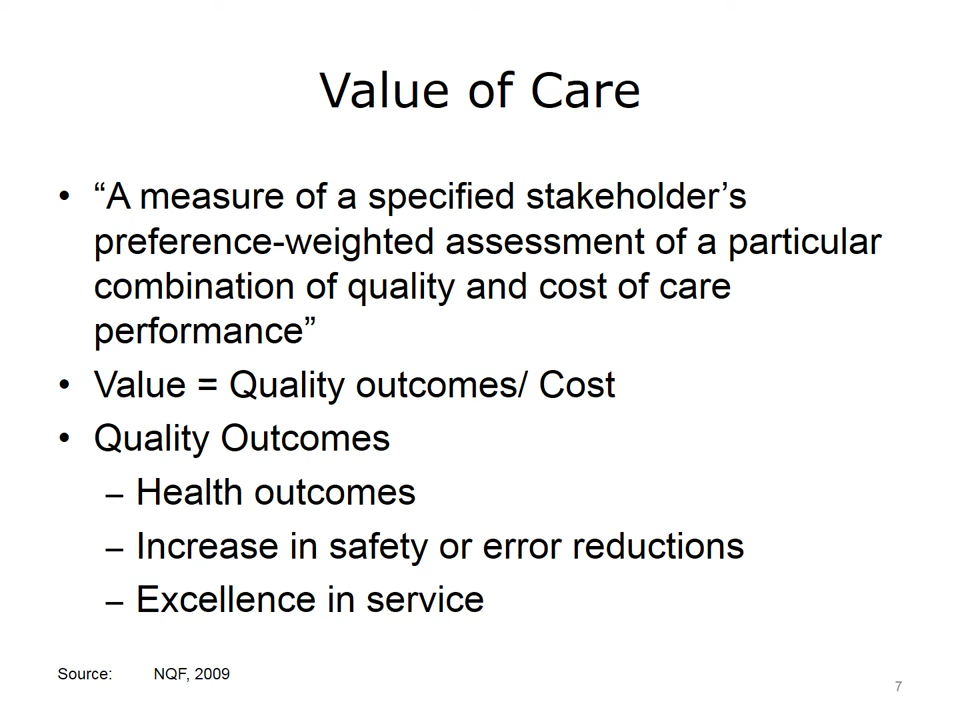 Value of Care
• “A measure of a specified stakeholder’s
preference-weighted assessment of a particular
combination of quality and cost of care
performance”
• Value = Quality outcomes/ Cost
• Quality Outcomes
– Health outcomes
– Increase in safety or error reductions
– Excellence in service
Source: NQF, 2009
7